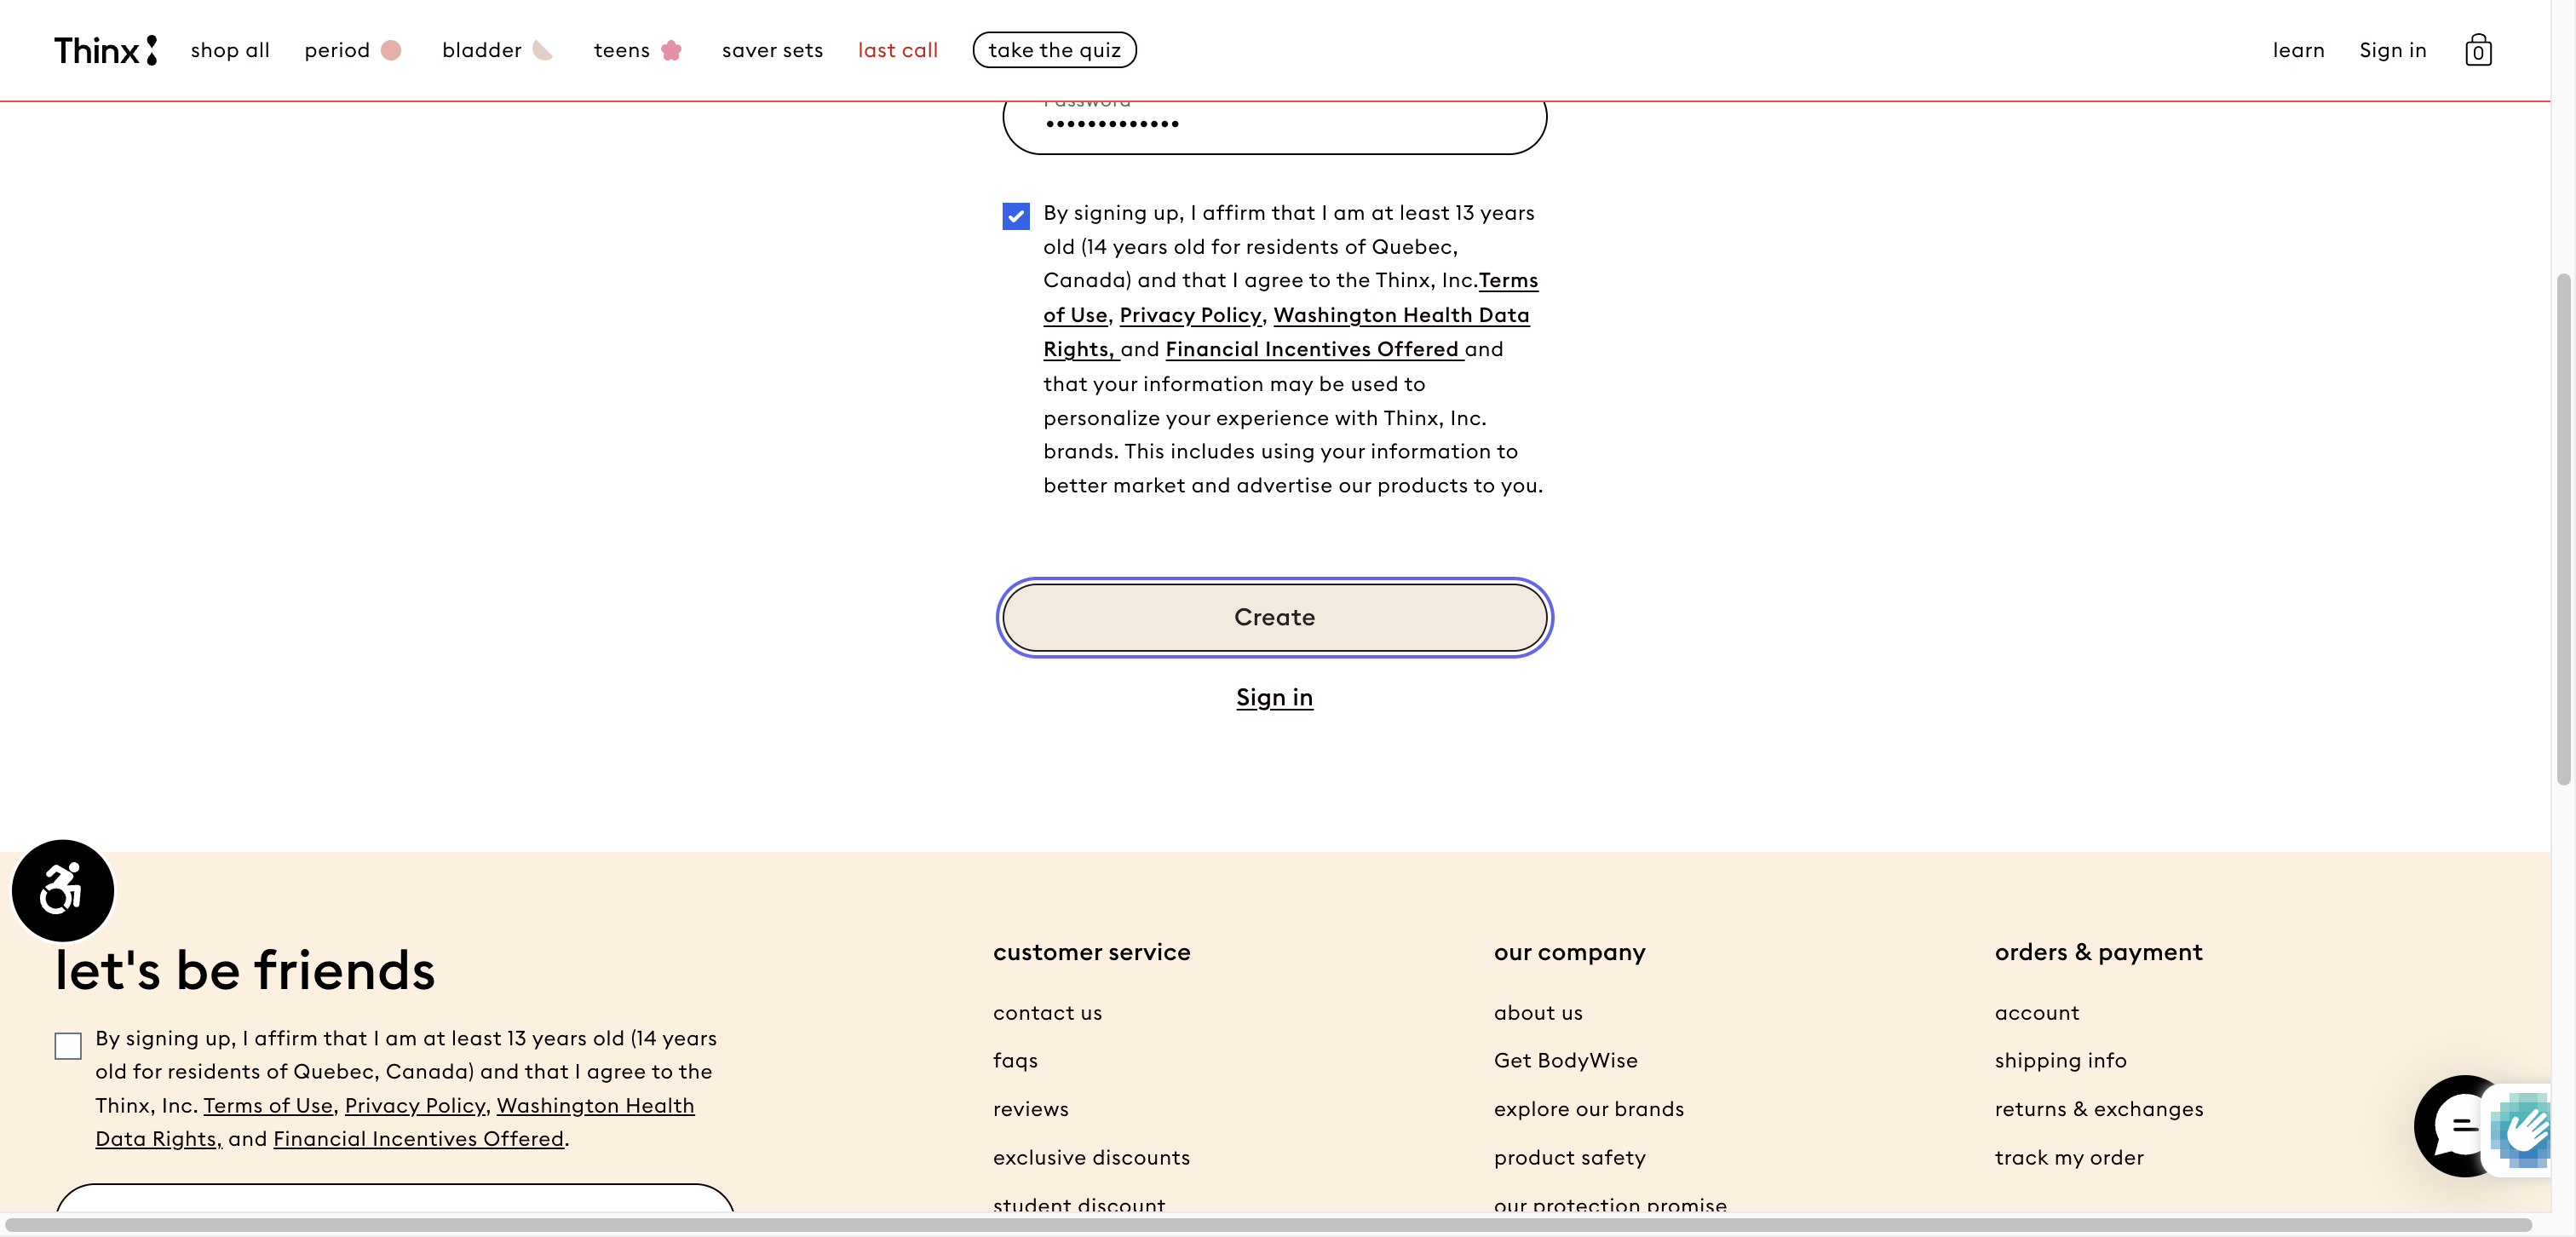 Thinx
shop all
period
bladder
teens
saver sets
last call
take the quiz
learn
Sign in
0
Password
•••••••••••••
By signing up, I affirm that I am at least 13 years
old (14 years old for residents of Quebec,
Canada) and that I agree to the Thinx, Inc.Terms
of Use, Privacy Policy, Washington Health Data
Rights, and Financial Incentives Offered and
that your information may be used to
personalize your experience with Thinx, Inc.
brands. This includes using your information to
better market and advertise our products to you.
Create
Sign in
let's be friends
By signing up, I affirm that I am at least 13 years old (14 years
old for residents of Quebec, Canada) and that I agree to the
Thinx, Inc. Terms of Use, Privacy Policy, Washington Health
Data Rights, and Financial Incentives Offered.
customer service
contact us
faqs
reviews
exclusive discounts
student discount
our company
about us
Get BodyWise
explore our brands
product safety
our protection promise
orders & payment
account
shipping info
returns & exchanges
track my order